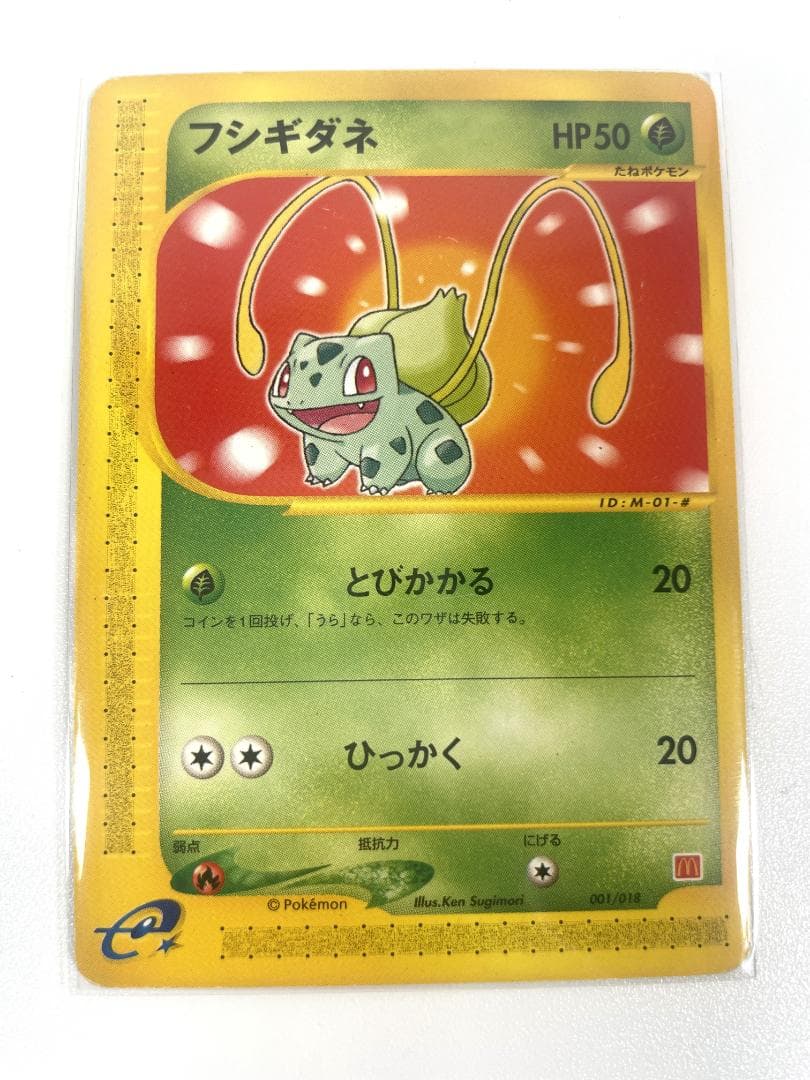 フシギダネ HP50
たねポケモン
ID:M-01-#
とびかかる 20
コインを1回投げ、「うら」なら、このワザは失敗する。
ひっかく 20
弱点 抵抗力 にげる
©Pokémon Illus.Ken Sugimori 001/018